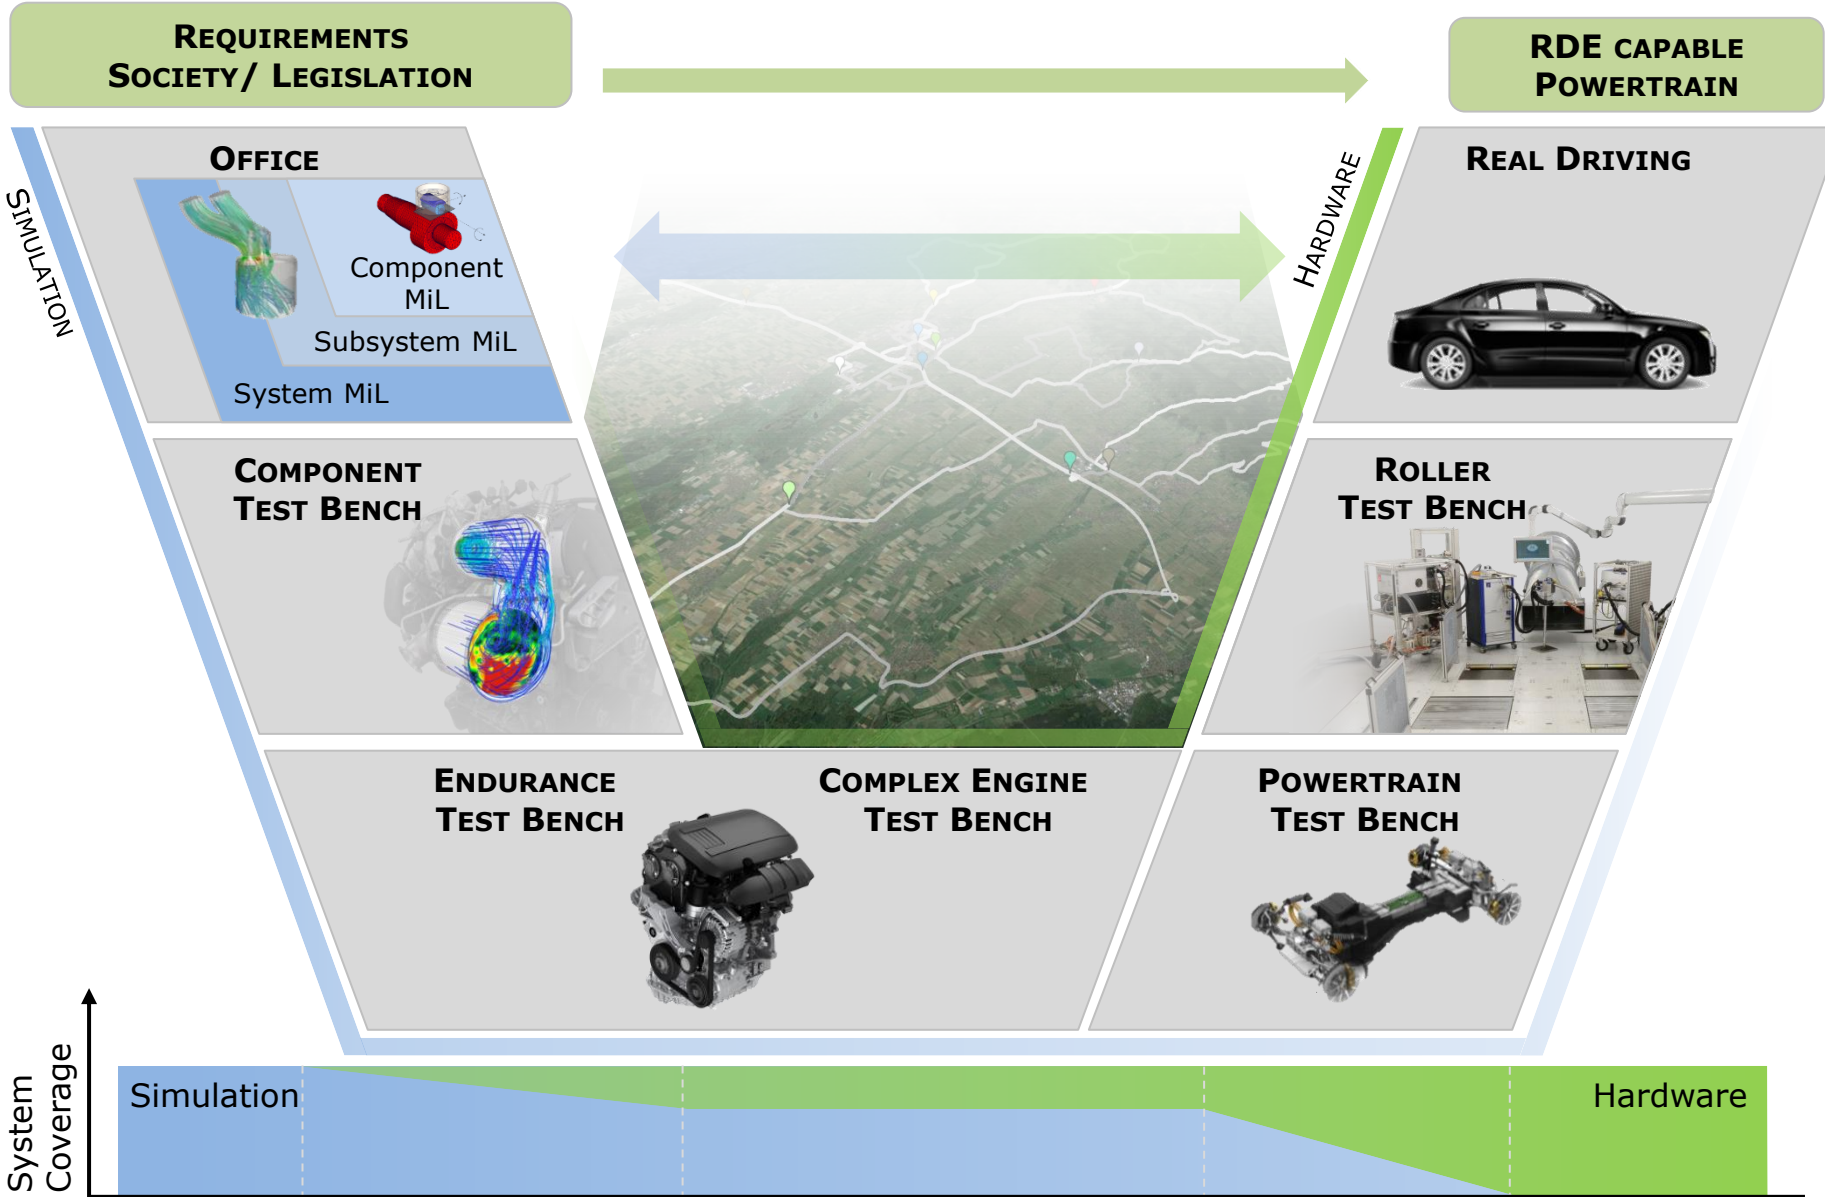 REQUIREMENTS
SOCIETY/ LEGISLATION
RDE CAPABLE
POWERTRAIN
SIMULATION
OFFICE
Component
MiL
Subsystem MiL
System MiL
HARDWARE
REAL DRIVING
COMPONENT
TEST BENCH
ROLLER
TEST BENCH
ENDURANCE
TEST BENCH
COMPLEX ENGINE
TEST BENCH
POWERTRAIN
TEST BENCH
System
Coverage
Simulation
Hardware